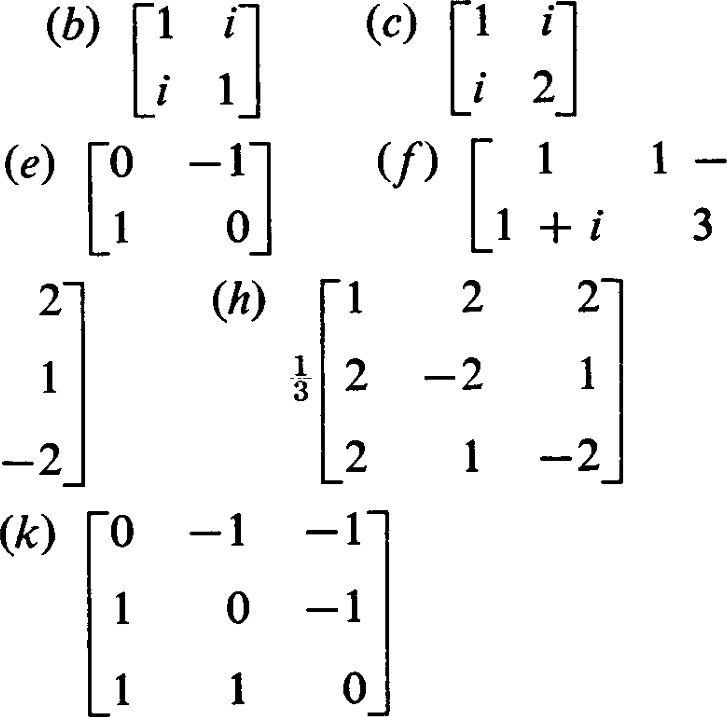 (b) [1 i (c) [1 i
i 1] i 2]
(e) [0 −1 (f) [1 1 −
1 0] 1 + i 3
2 (h) [1 2 2
1 1/3 2 −2 1
−2] 2 1 −2]
(k) [0 −1 −1
1 0 −1
1 1 0]